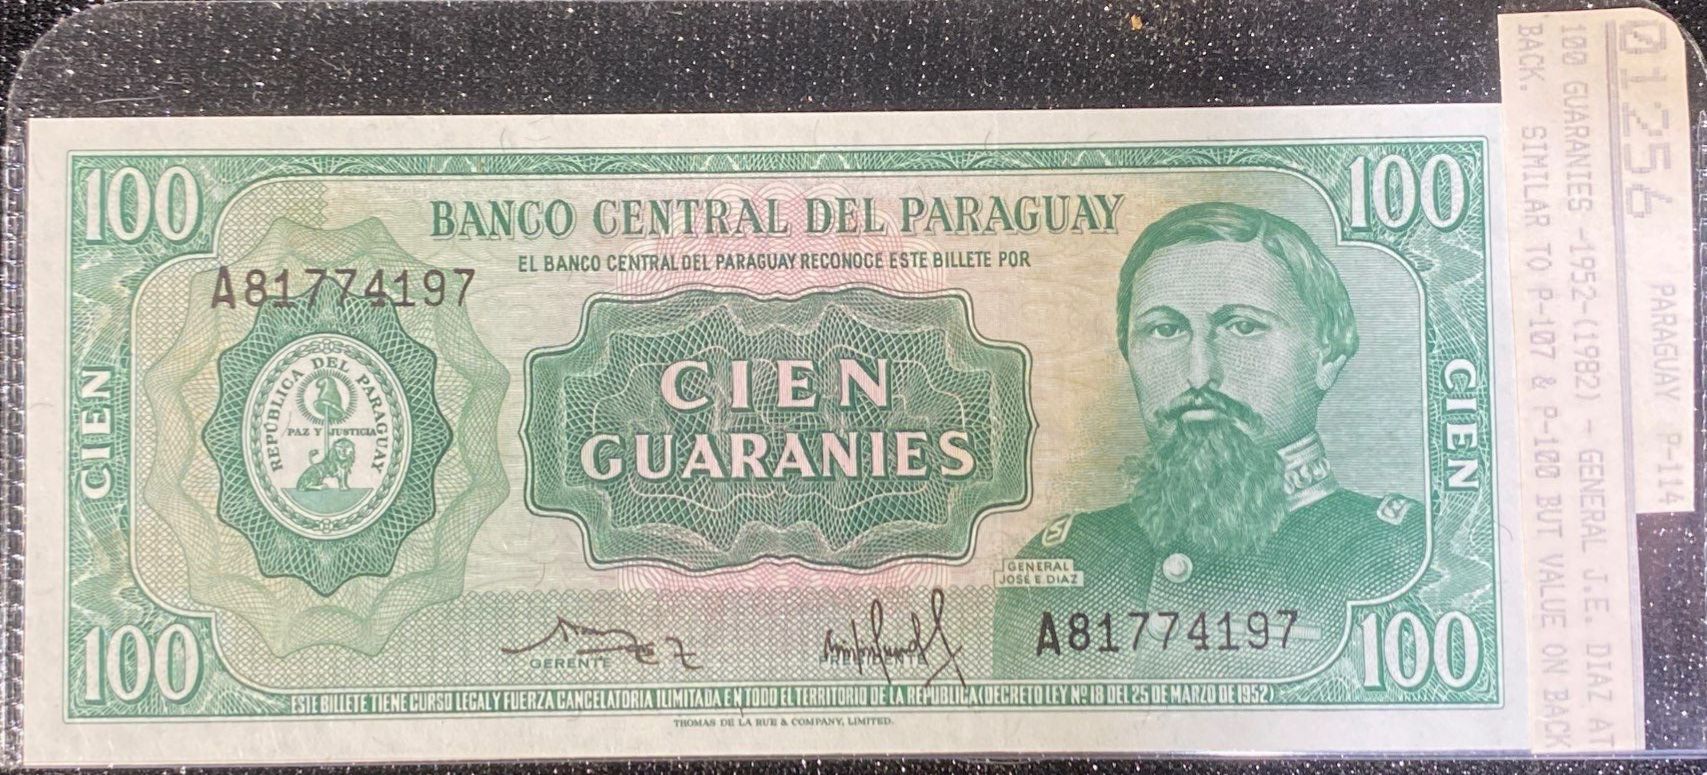 100
100
BANCO CENTRAL DEL PARAGUAY
EL BANCO CENTRAL DEL PARAGUAY RECONOCE ESTE BILLETE POR
A81774197
CIEN
GUARANIES
CIEN
CIEN
REPÚBLICA DEL PARAGUAY
PAZ Y JUSTICIA
GENERAL
JOSÉ E. DIAZ
A81774197
GERENTE
PRESIDENTE
100
100
ESTE BILLETE TIENE CURSO LEGAL Y FUERZA CANCELATORIA ILIMITADA EN TODO EL TERRITORIO DE LA REPÚBLICA (DECRETO LEY Nº 18 DEL 25 DE MARZO DE 1952)
THOMAS DE LA RUE & COMPANY, LIMITED.
01256 PARAGUAY P-114
100 GUARANIES -1952-(1982) - GENERAL J.E. DIAZ AT
BACK. SIMILAR TO P-107 & P-100 BUT VALUE ON BACK